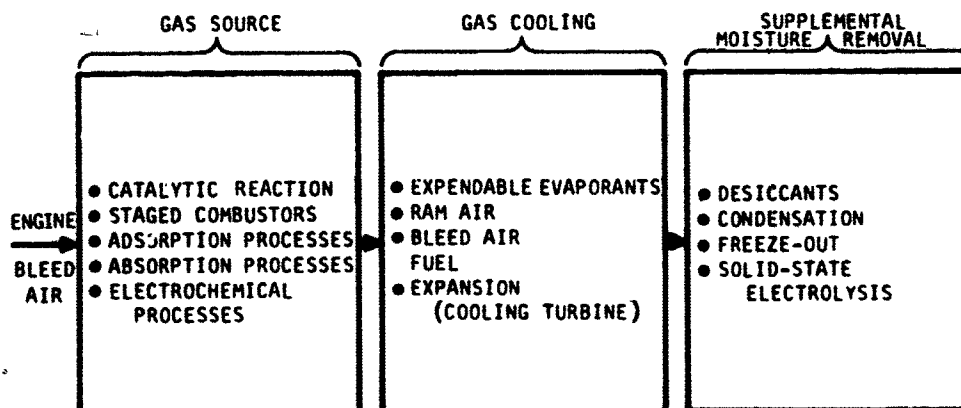 GAS SOURCE
GAS COOLING
SUPPLEMENTAL
MOISTURE REMOVAL
ENGINE
BLEED
AIR
● CATALYTIC REACTION
● STAGED COMBUSTORS
● ADSORPTION PROCESSES
● ABSORPTION PROCESSES
● ELECTROCHEMICAL
PROCESSES
● EXPENDABLE EVAPORANTS
● RAM AIR
● BLEED AIR
FUEL
● EXPANSION
(COOLING TURBINE)
● DESICCANTS
● CONDENSATION
● FREEZE-OUT
● SOLID-STATE
ELECTROLYSIS